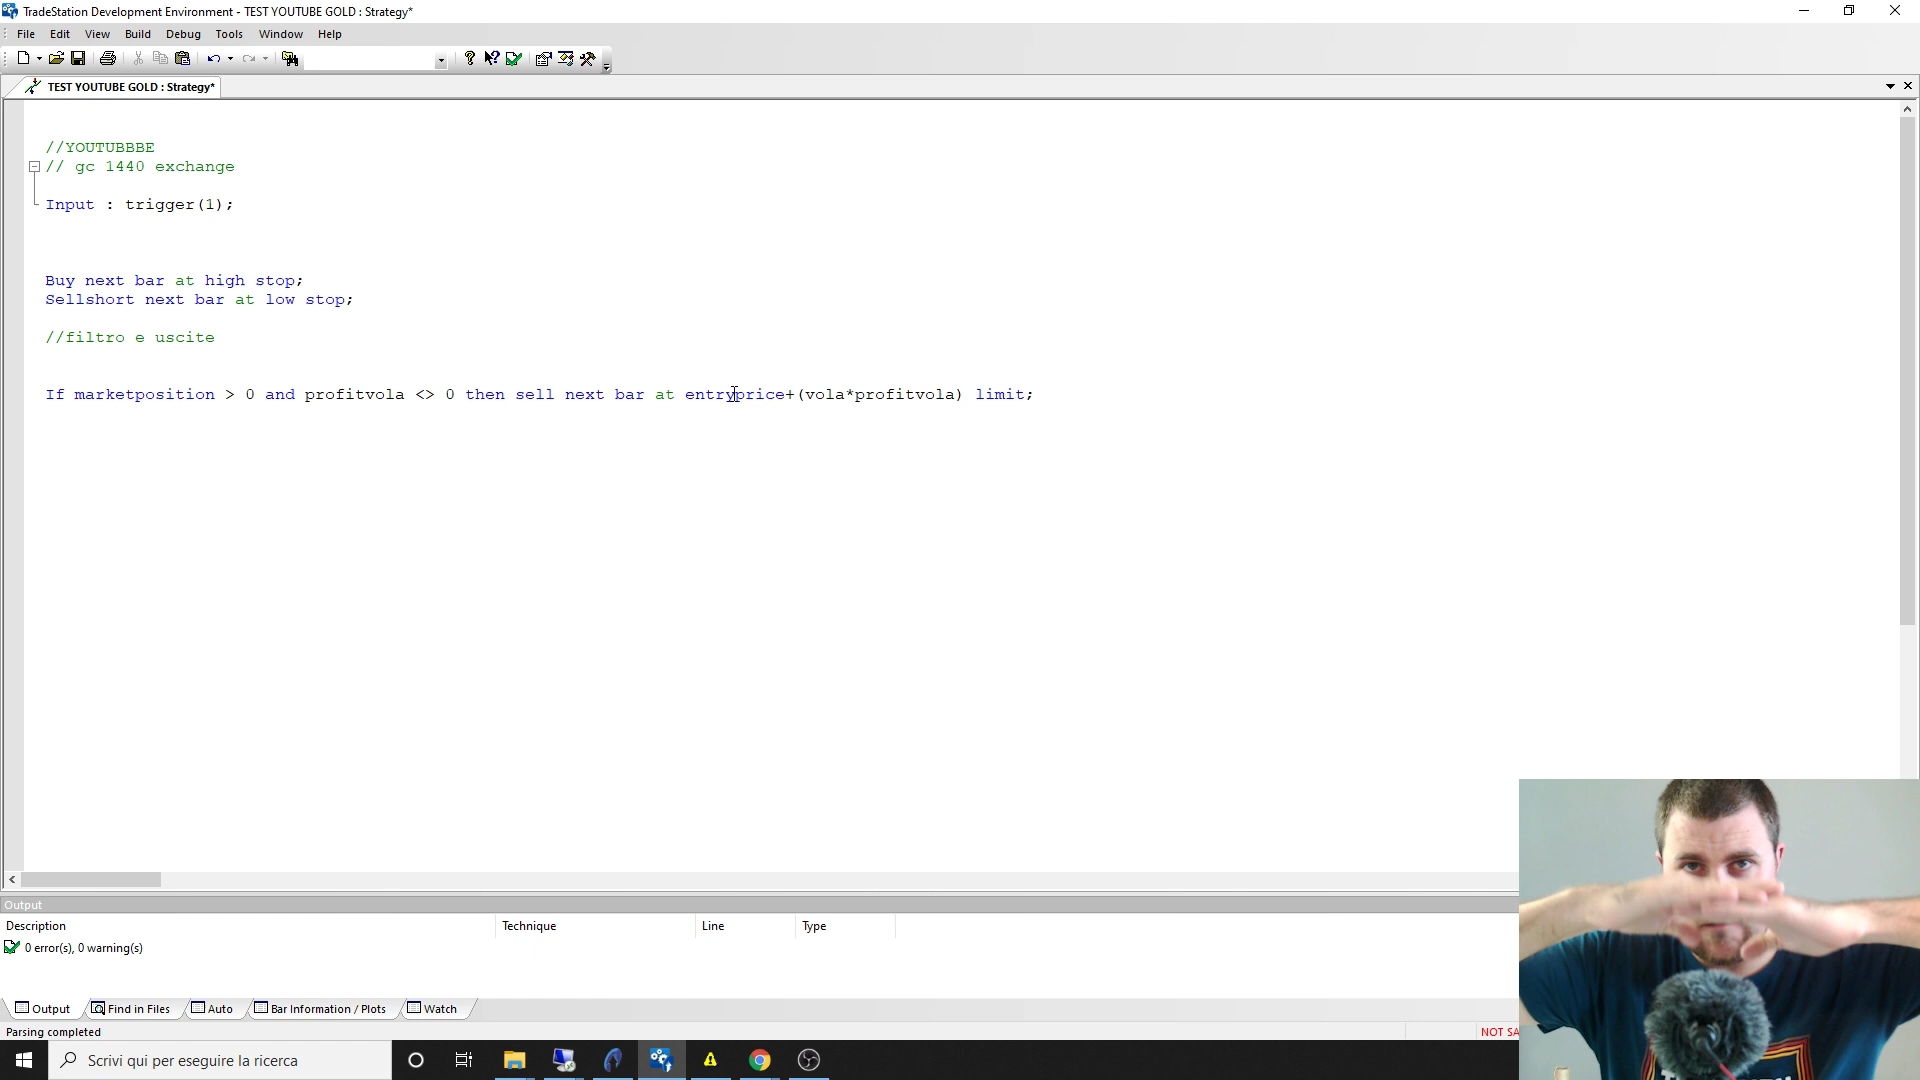 TradeStation Development Environment - TEST YOUTUBE GOLD : Strategy*
File Edit View Build Debug Tools Window Help
TEST YOUTUBE GOLD : Strategy*
//YOUTUBBBE
// gc 1440 exchange
Input : trigger(1);
Buy next bar at high stop;
Sellshort next bar at low stop;
//filtro e uscite
If marketposition > 0 and profitvola <> 0 then sell next bar at entryprice+(vola*profitvola) limit;
Output
Description Technique Line Type
0 error(s), 0 warning(s)
Output Find in Files Auto Bar Information / Plots Watch
Parsing completed
NOT SA
Scrivi qui per eseguire la ricerca